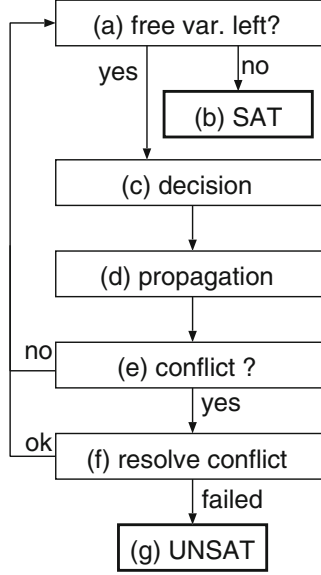 (a) free var. left?
yes
no
(b) SAT
(c) decision
(d) propagation
no
(e) conflict ?
yes
ok
(f) resolve conflict
failed
(g) UNSAT